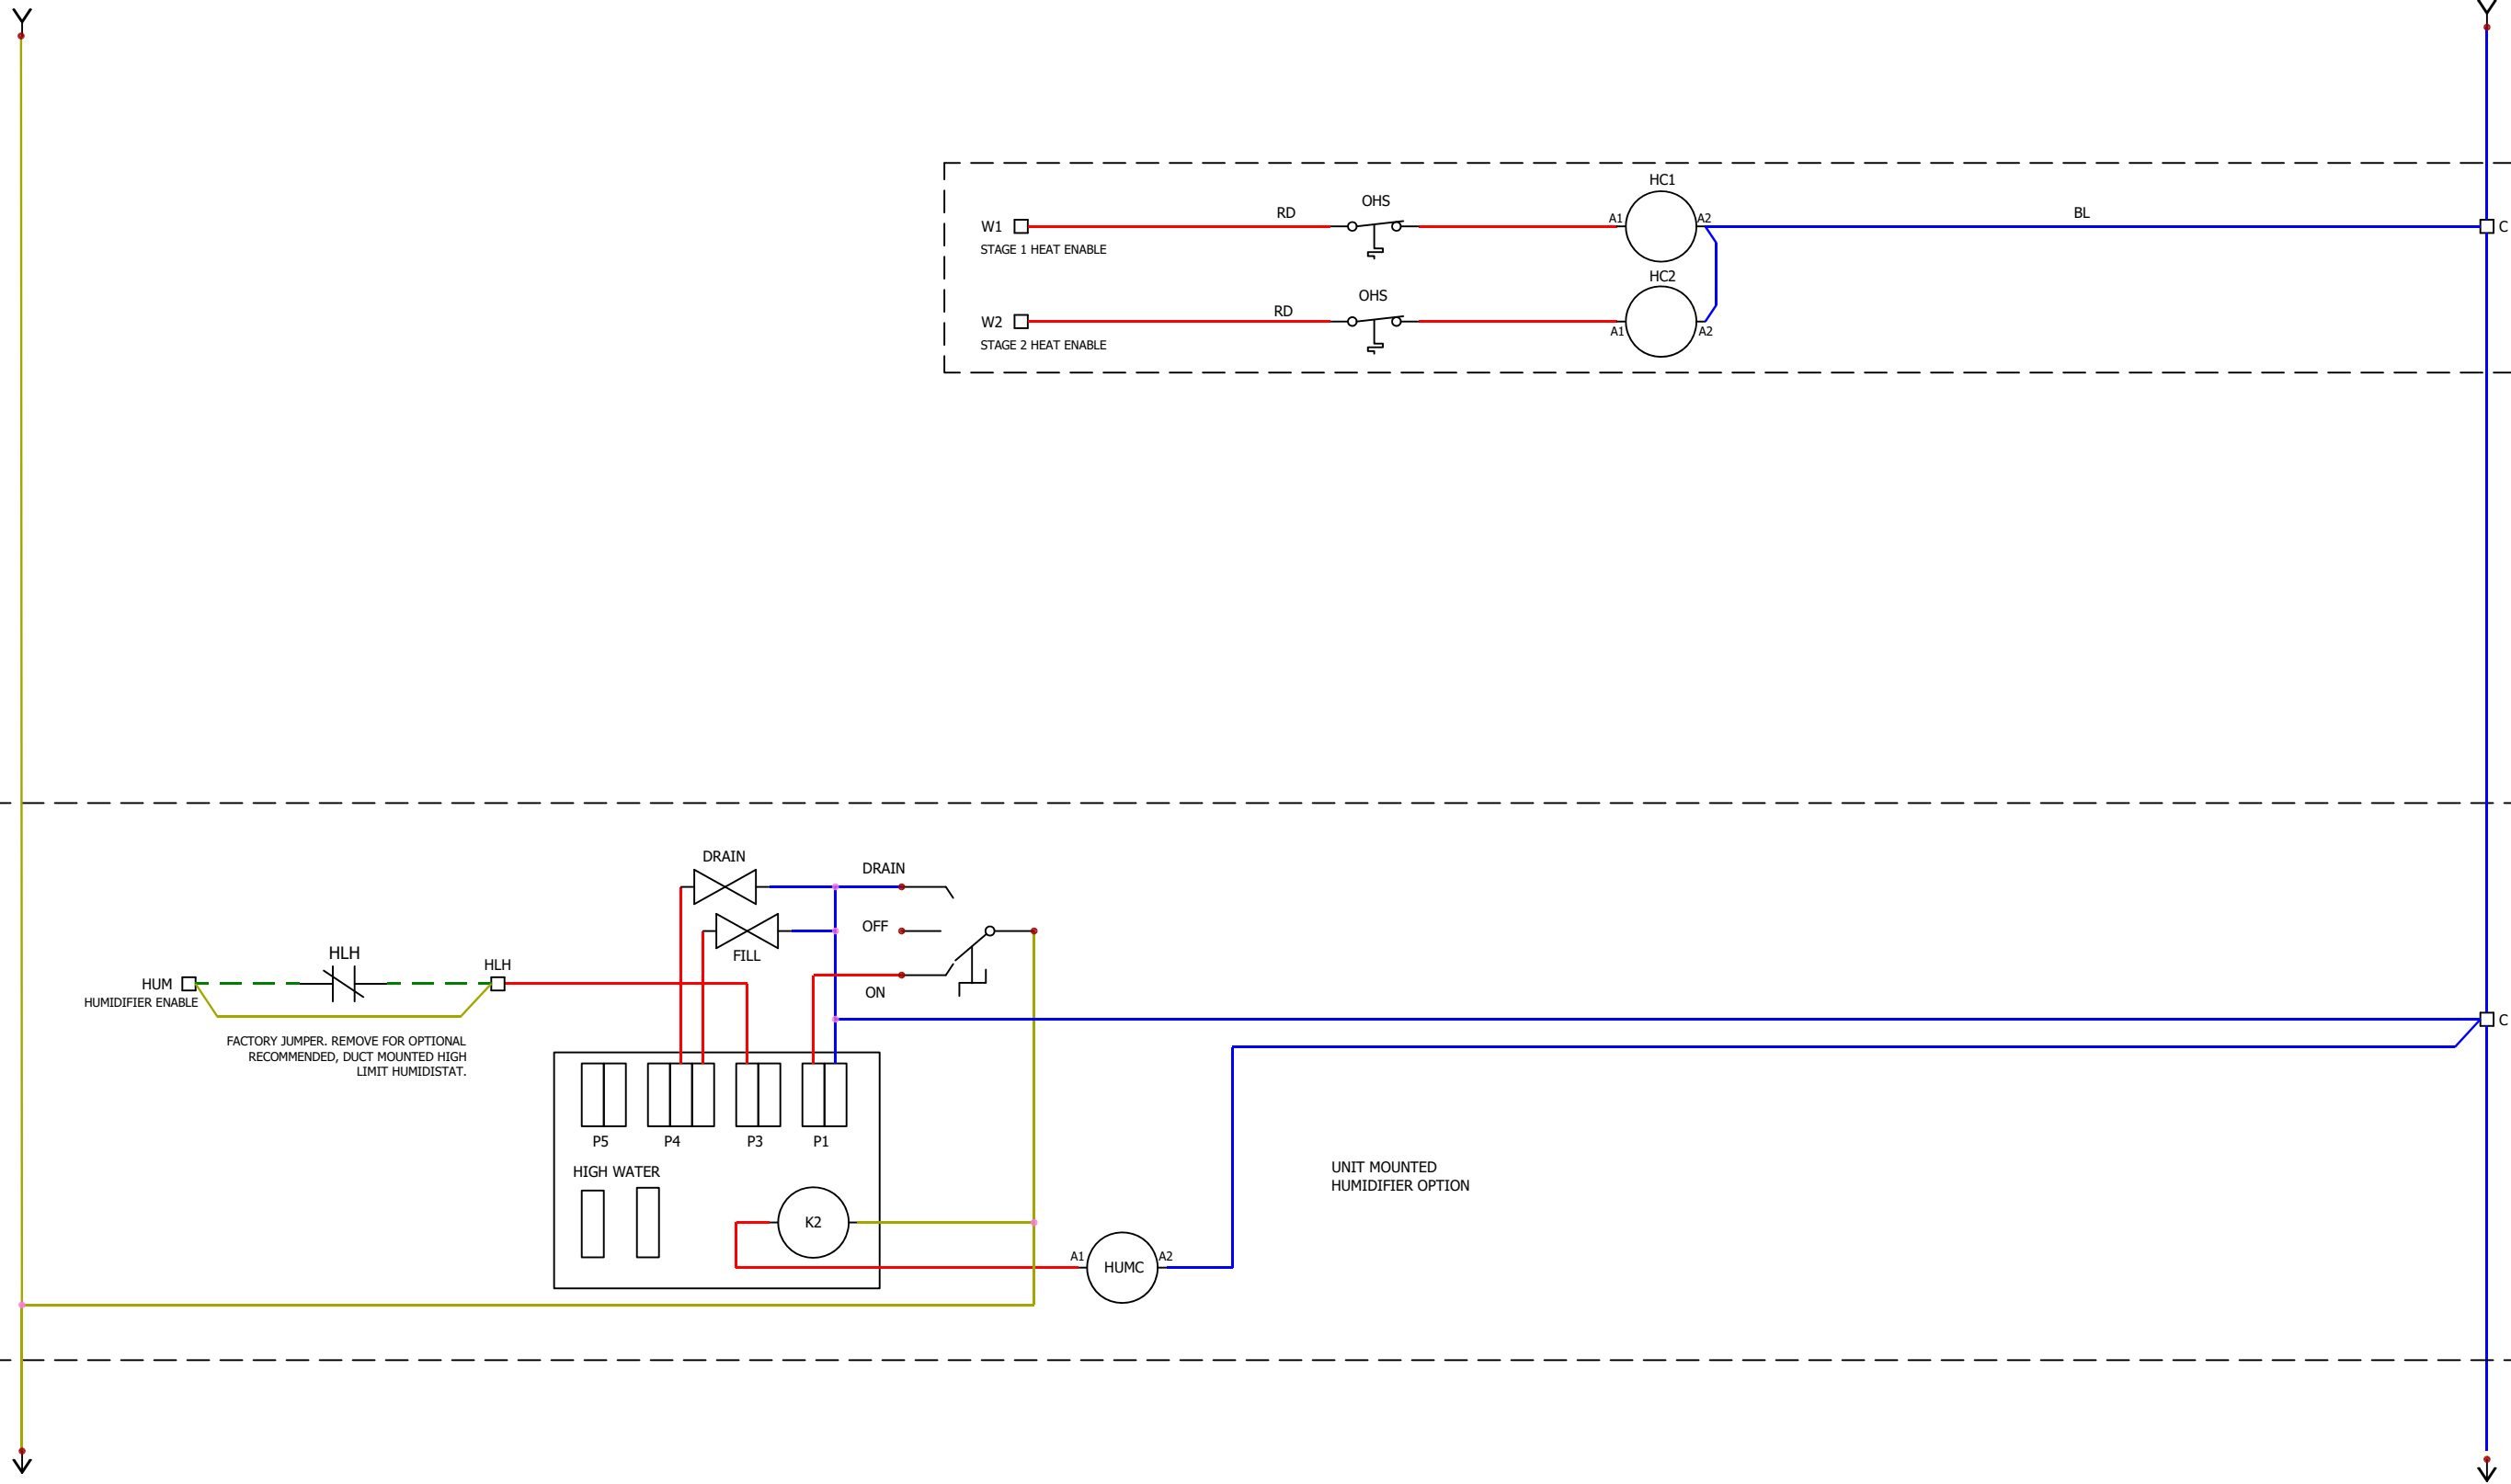 HC1
OHS
RD
BL
A1
A2
W1
C
STAGE 1 HEAT ENABLE
HC2
OHS
RD
W2
A1
A2
STAGE 2 HEAT ENABLE
DRAIN
DRAIN
OFF
FILL
HLH
HLH
HUM
HUMIDIFIER ENABLE
ON
C
FACTORY JUMPER. REMOVE FOR OPTIONAL
RECOMMENDED, DUCT MOUNTED HIGH
LIMIT HUMIDISTAT.
P5
P4
P3
P1
HIGH WATER
UNIT MOUNTED
HUMIDIFIER OPTION
K2
A1
A2
HUMC